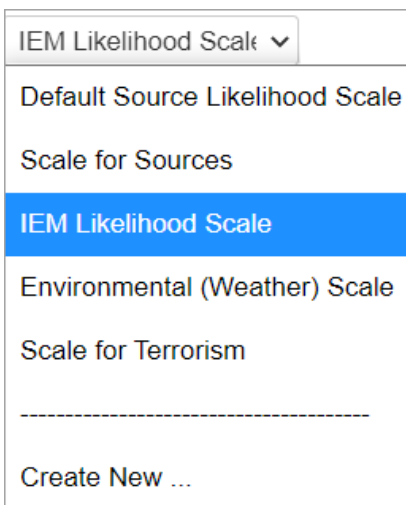 IEM Likelihood Scale
Default Source Likelihood Scale
Scale for Sources
IEM Likelihood Scale
Environmental (Weather) Scale
Scale for Terrorism
---------------------------------------
Create New ...